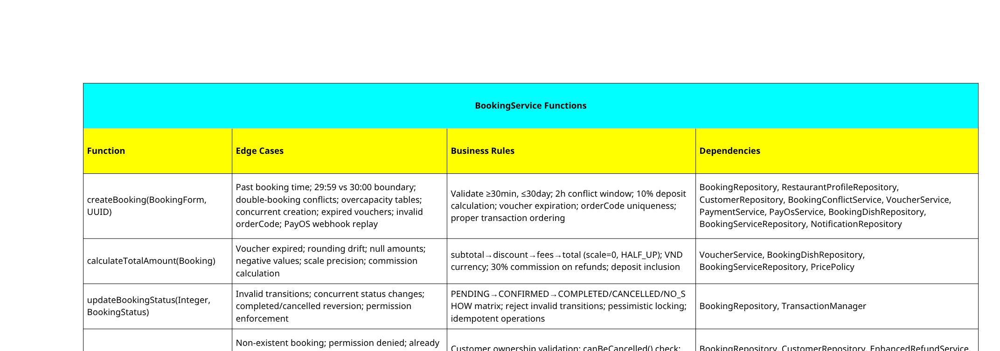 BookingService Functions
Function
Edge Cases
Business Rules
Dependencies
createBooking(BookingForm,
UUID)
Past booking time; 29:59 vs 30:00 boundary;
double-booking conflicts; overcapacity tables;
concurrent creation; expired vouchers; invalid
orderCode; PayOS webhook replay
Validate ≥30min, ≤30day; 2h conflict window; 10% deposit
calculation; voucher expiration; orderCode uniqueness;
proper transaction ordering
BookingRepository, RestaurantProfileRepository,
CustomerRepository, BookingConflictService, VoucherService,
PaymentService, PayOsService, BookingDishRepository,
BookingServiceRepository, NotificationRepository
calculateTotalAmount(Booking)
Voucher expired; rounding drift; null amounts;
negative values; scale precision; commission
calculation
subtotal→discount→fees→total (scale=0, HALF_UP); VND
currency; 30% commission on refunds; deposit inclusion
VoucherService, BookingDishRepository,
BookingServiceRepository, PricePolicy
updateBookingStatus(Integer,
BookingStatus)
Invalid transitions; concurrent status changes;
completed/cancelled reversion; permission
enforcement
PENDING→CONFIRMED→COMPLETED/CANCELLED/NO_S
HOW matrix; reject invalid transitions; pessimistic locking;
idempotent operations
BookingRepository, TransactionManager
Non-existent booking; permission denied; already
Customer ownership validation; canBeCancelled() check;
BookingRepository, CustomerRepository, EnhancedRefundService,